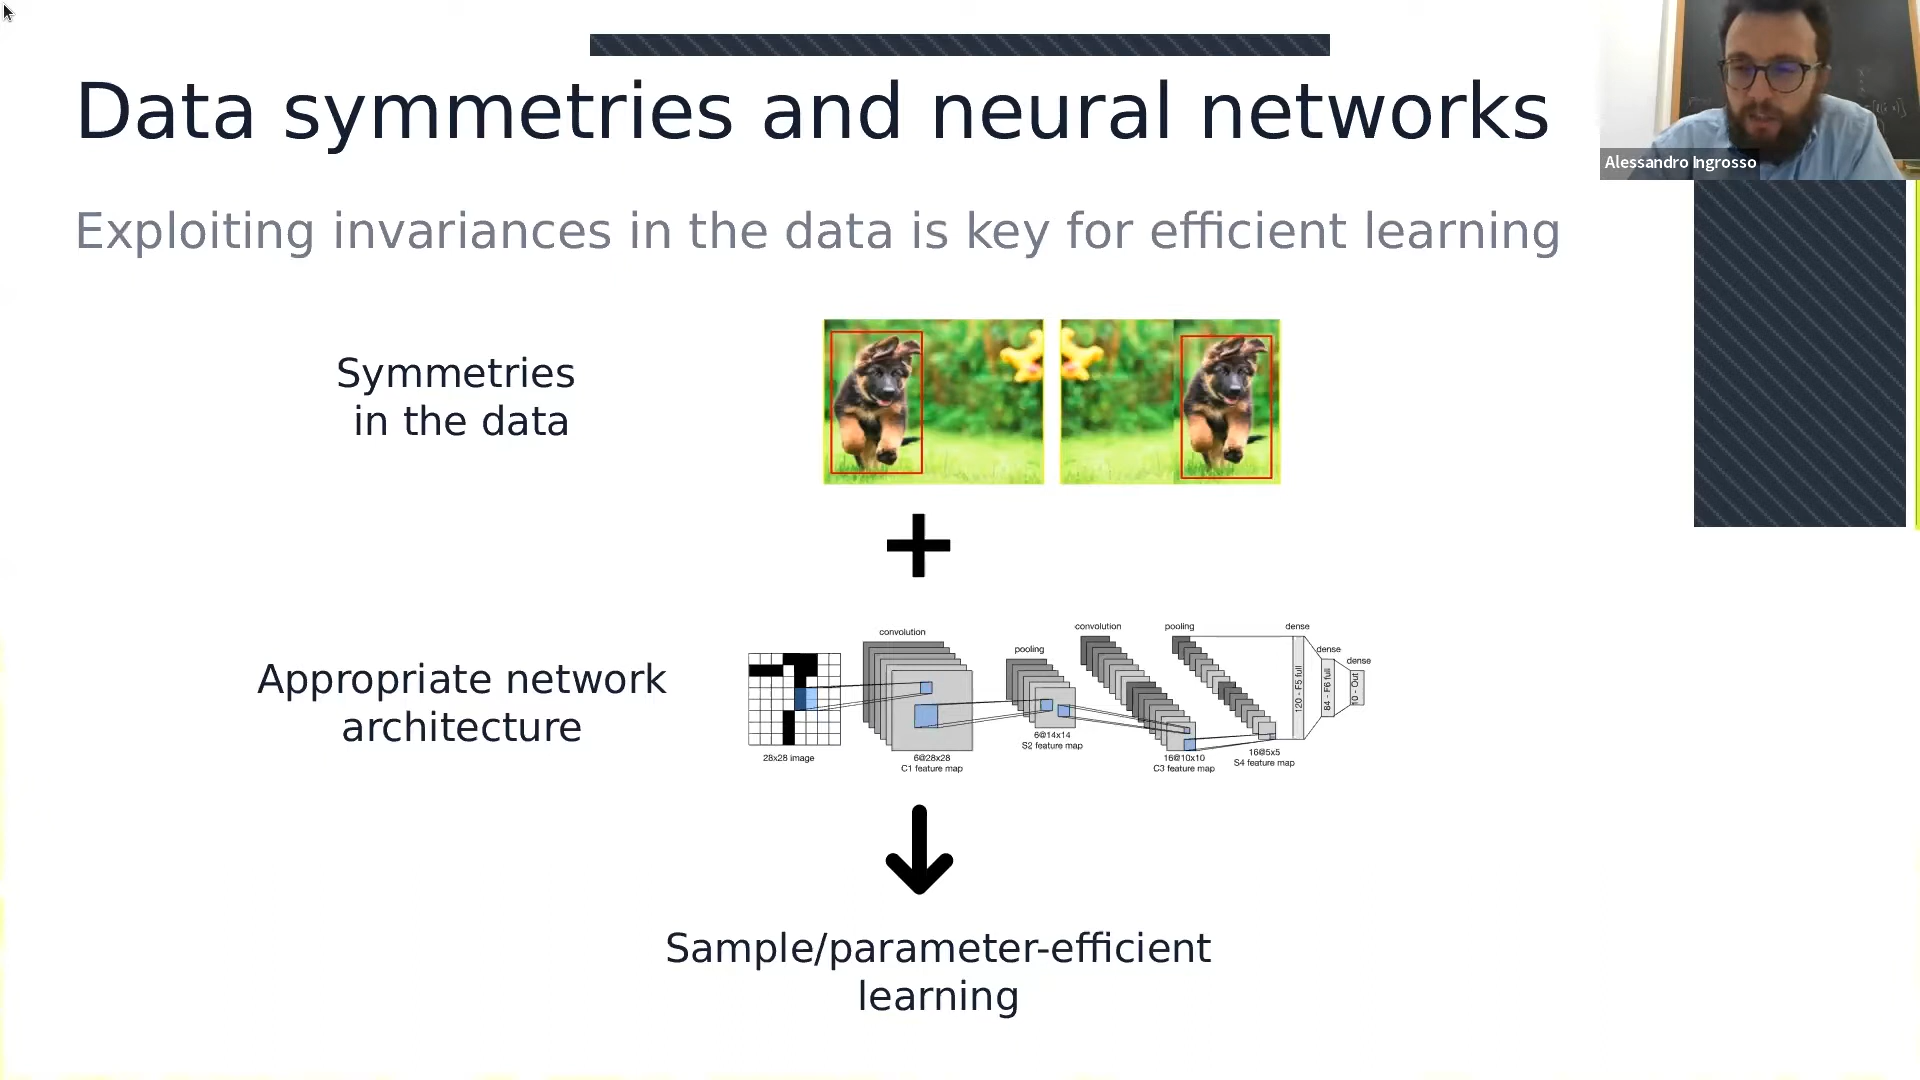 Data symmetries and neural networks
Alessandro Ingrosso
Exploiting invariances in the data is key for efficient learning
Symmetries
in the data
Appropriate network
architecture
convolution
pooling
convolution
pooling
dense
dense
dense
28x28 image
6@28x28
C1 feature map
6@14x14
S2 feature map
16@10x10
C3 feature map
16@5x5
S4 feature map
120 - F5 full
84 - F6 full
10 - Out
Sample/parameter-efficient
learning